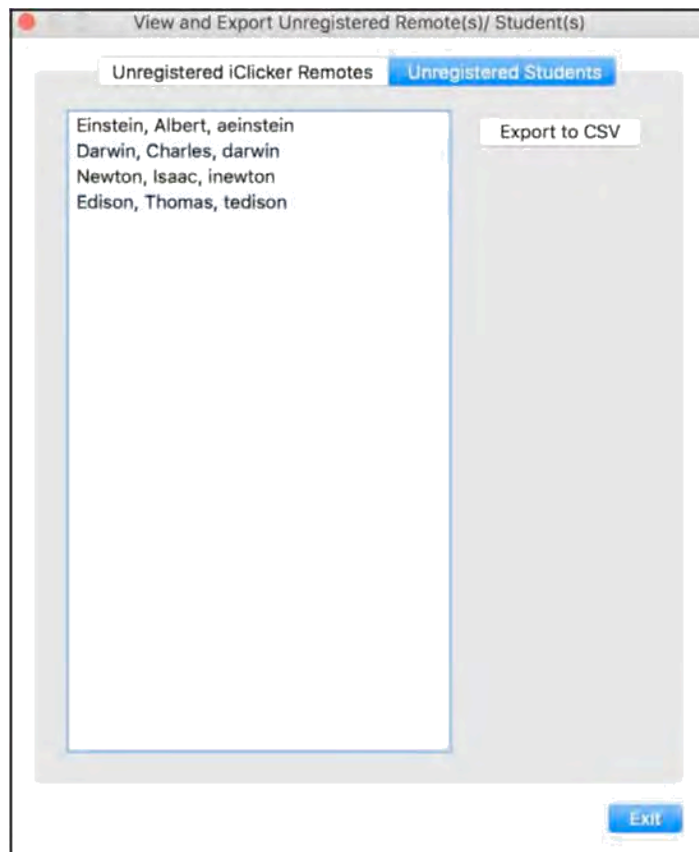 View and Export Unregistered Remote(s)/ Student(s)
Unregistered iClicker Remotes Unregistered Students
Einstein, Albert, aeinstein Export to CSV
Darwin, Charles, darwin
Newton, Isaac, inewton
Edison, Thomas, tedison
Exit